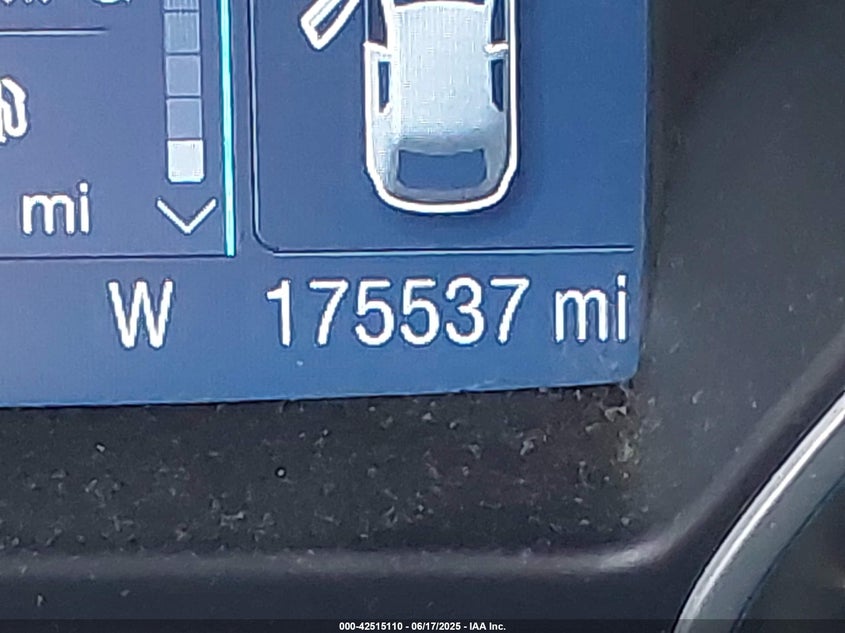 mi
W 175537 mi
000-42515110 - 06/17/2025 - IAA Inc.